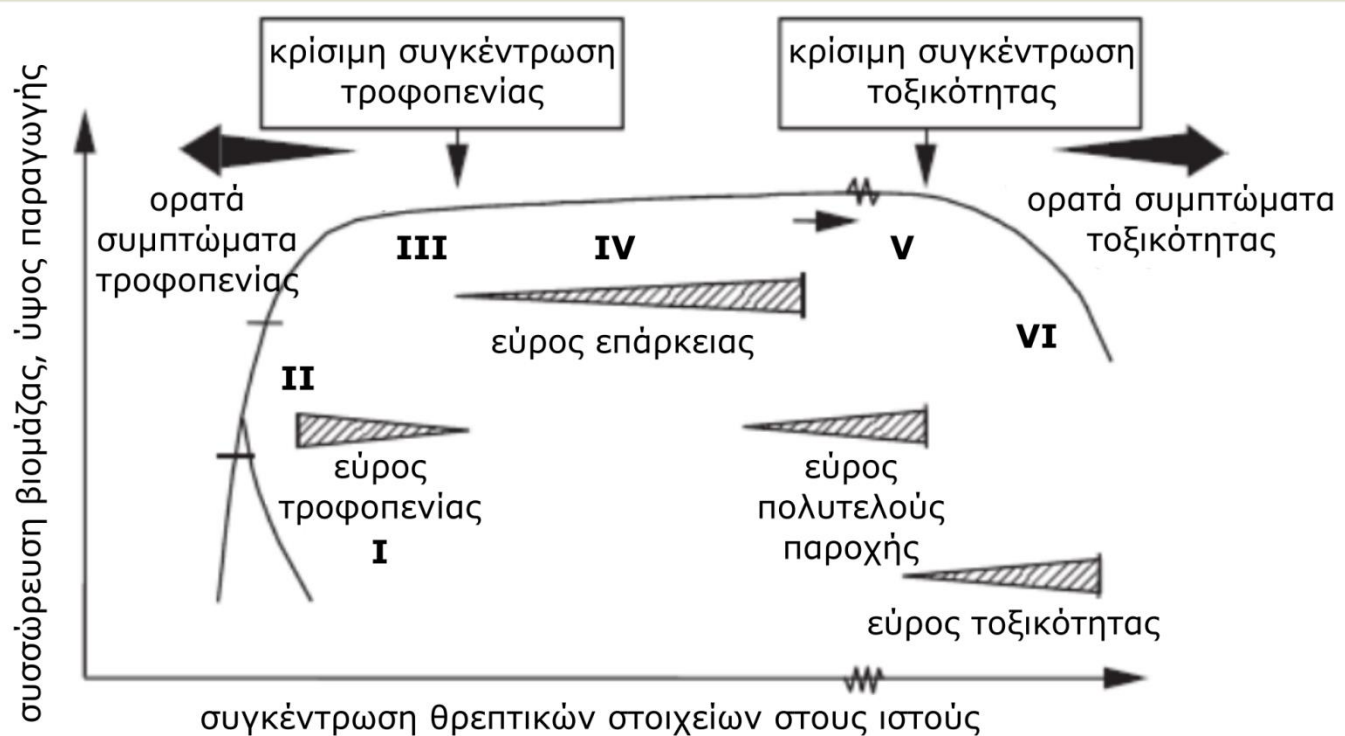 κρίσιμη συγκέντρωση
τροφοπενίας
κρίσιμη συγκέντρωση
τοξικότητας
συσσώρευση βιομάζας, ύψος παραγωγής
ορατά
συμπτώματα
τροφοπενίας
ορατά συμπτώματα
τοξικότητας
III
IV
V
εύρος επάρκειας
VI
II
εύρος
τροφοπενίας
I
εύρος
πολυτελούς
παροχής
εύρος τοξικότητας
συγκέντρωση θρεπτικών στοιχείων στους ιστούς